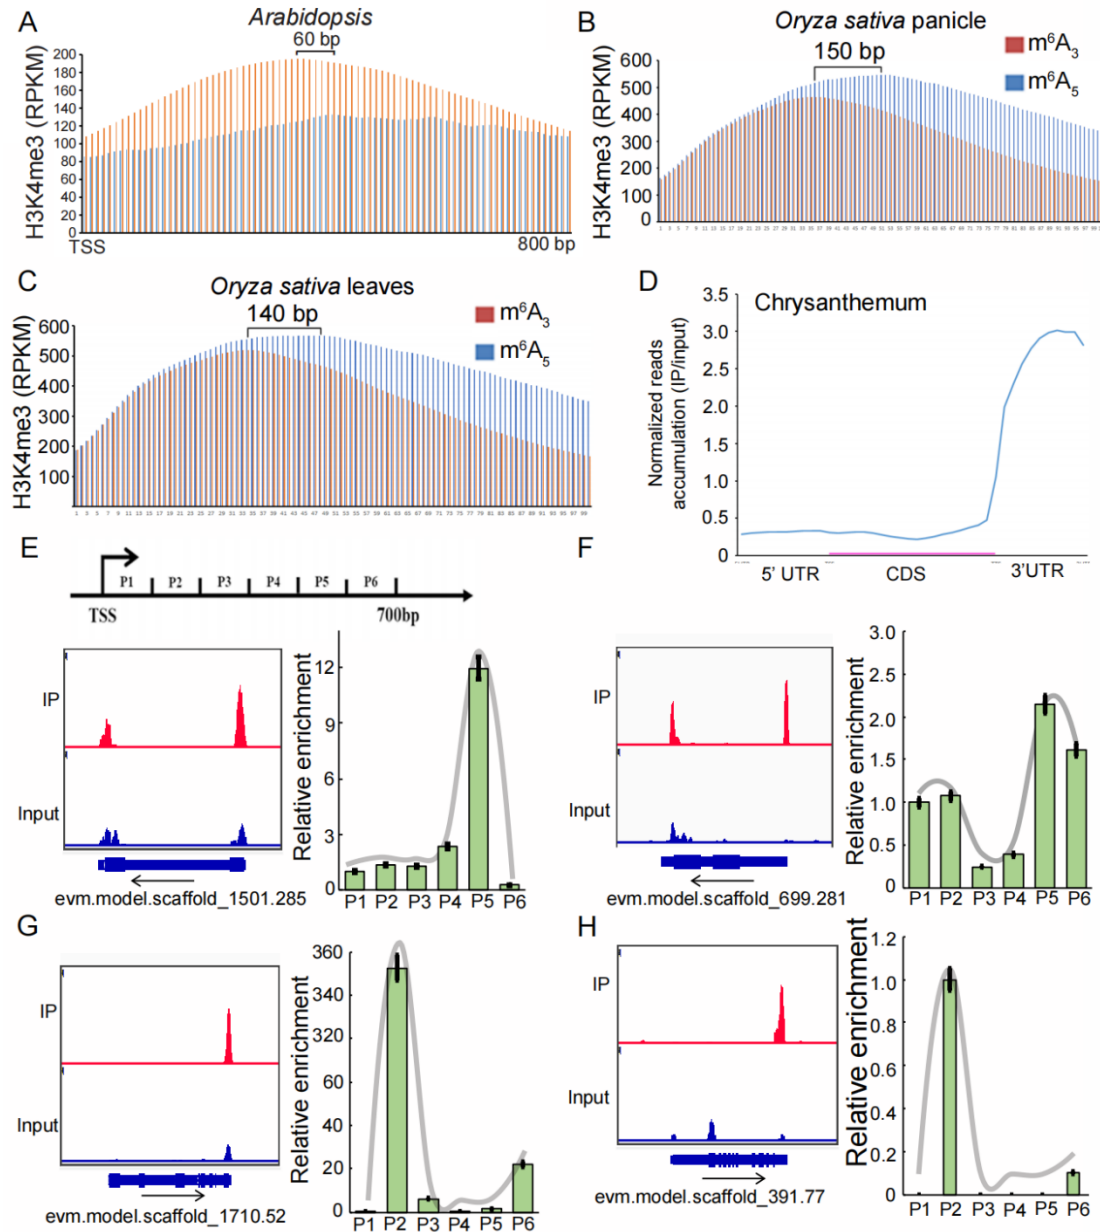 A
Arabidopsis
60 bp
H3K4me3 (RPKM)
200
180
160
140
120
100
80
60
40
20
0
TSS
800 bp
B
Oryza sativa panicle
150 bp
m⁶A₃
m⁶A₅
H3K4me3 (RPKM)
600
500
400
300
200
100
0
C
Oryza sativa leaves
140 bp
m⁶A₃
m⁶A₅
H3K4me3 (RPKM)
600
500
400
300
200
100
D
Chrysanthemum
Normalized reads
accumulation (IP/input)
3.5
3.0
2.5
2.0
1.5
1.0
0.5
0
5' UTR
CDS
3'UTR
E
P1 P2 P3 P4 P5 P6
TSS
700bp
IP
Input
evm.model.scaffold_1501.285
Relative enrichment
12
9
6
3
0
P1 P2 P3 P4 P5 P6
F
IP
Input
evm.model.scaffold_699.281
Relative enrichment
3.0
2.5
2.0
1.5
1.0
0.5
0
P1 P2 P3 P4 P5 P6
G
IP
Input
evm.model.scaffold_1710.52
Relative enrichment
360
340
320
60
40
20
0
P1 P2 P3 P4 P5 P6
H
IP
Input
evm.model.scaffold_391.77
Relative enrichment
1.2
1.0
0.8
0.6
0.4
0.2
0
P1 P2 P3 P4 P5 P6